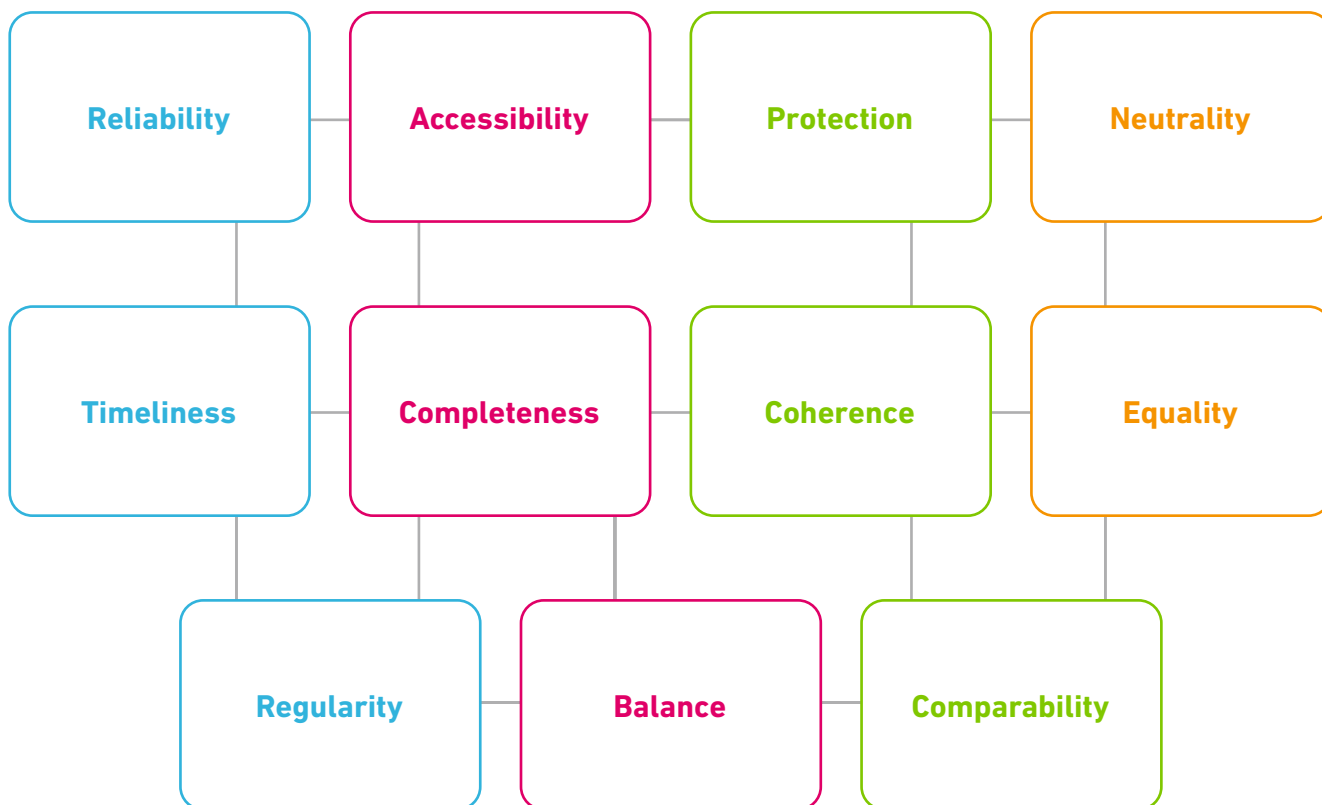 Reliability
Accessibility
Protection
Neutrality
Timeliness
Completeness
Coherence
Equality
Regularity
Balance
Comparability